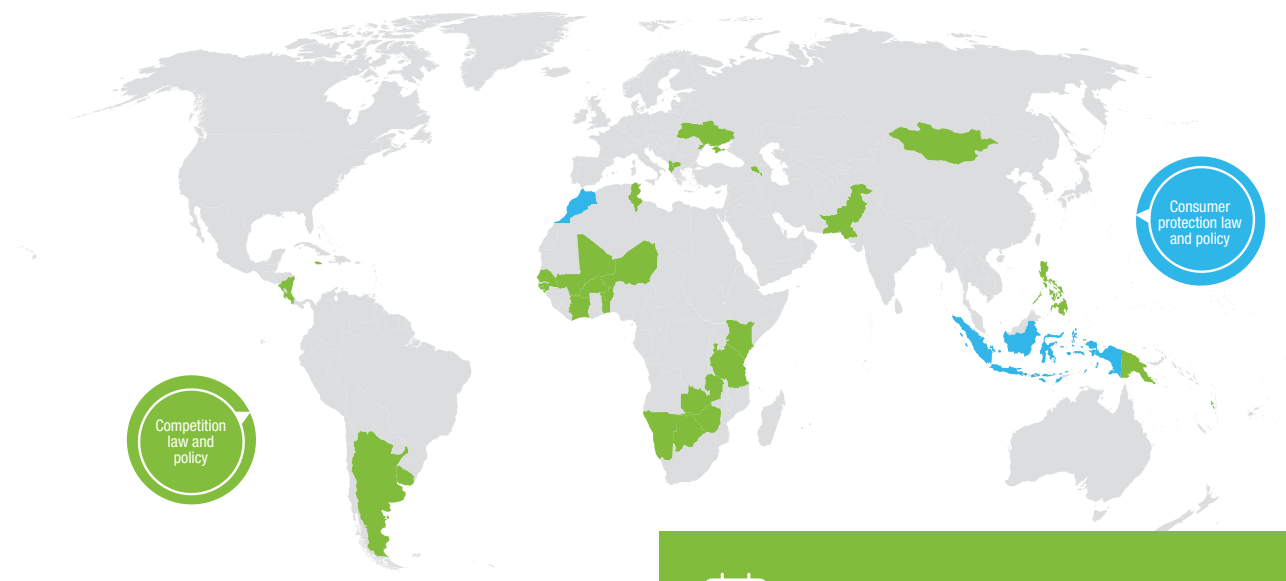 Consumer
protection law
and policy
Competition
law and
policy